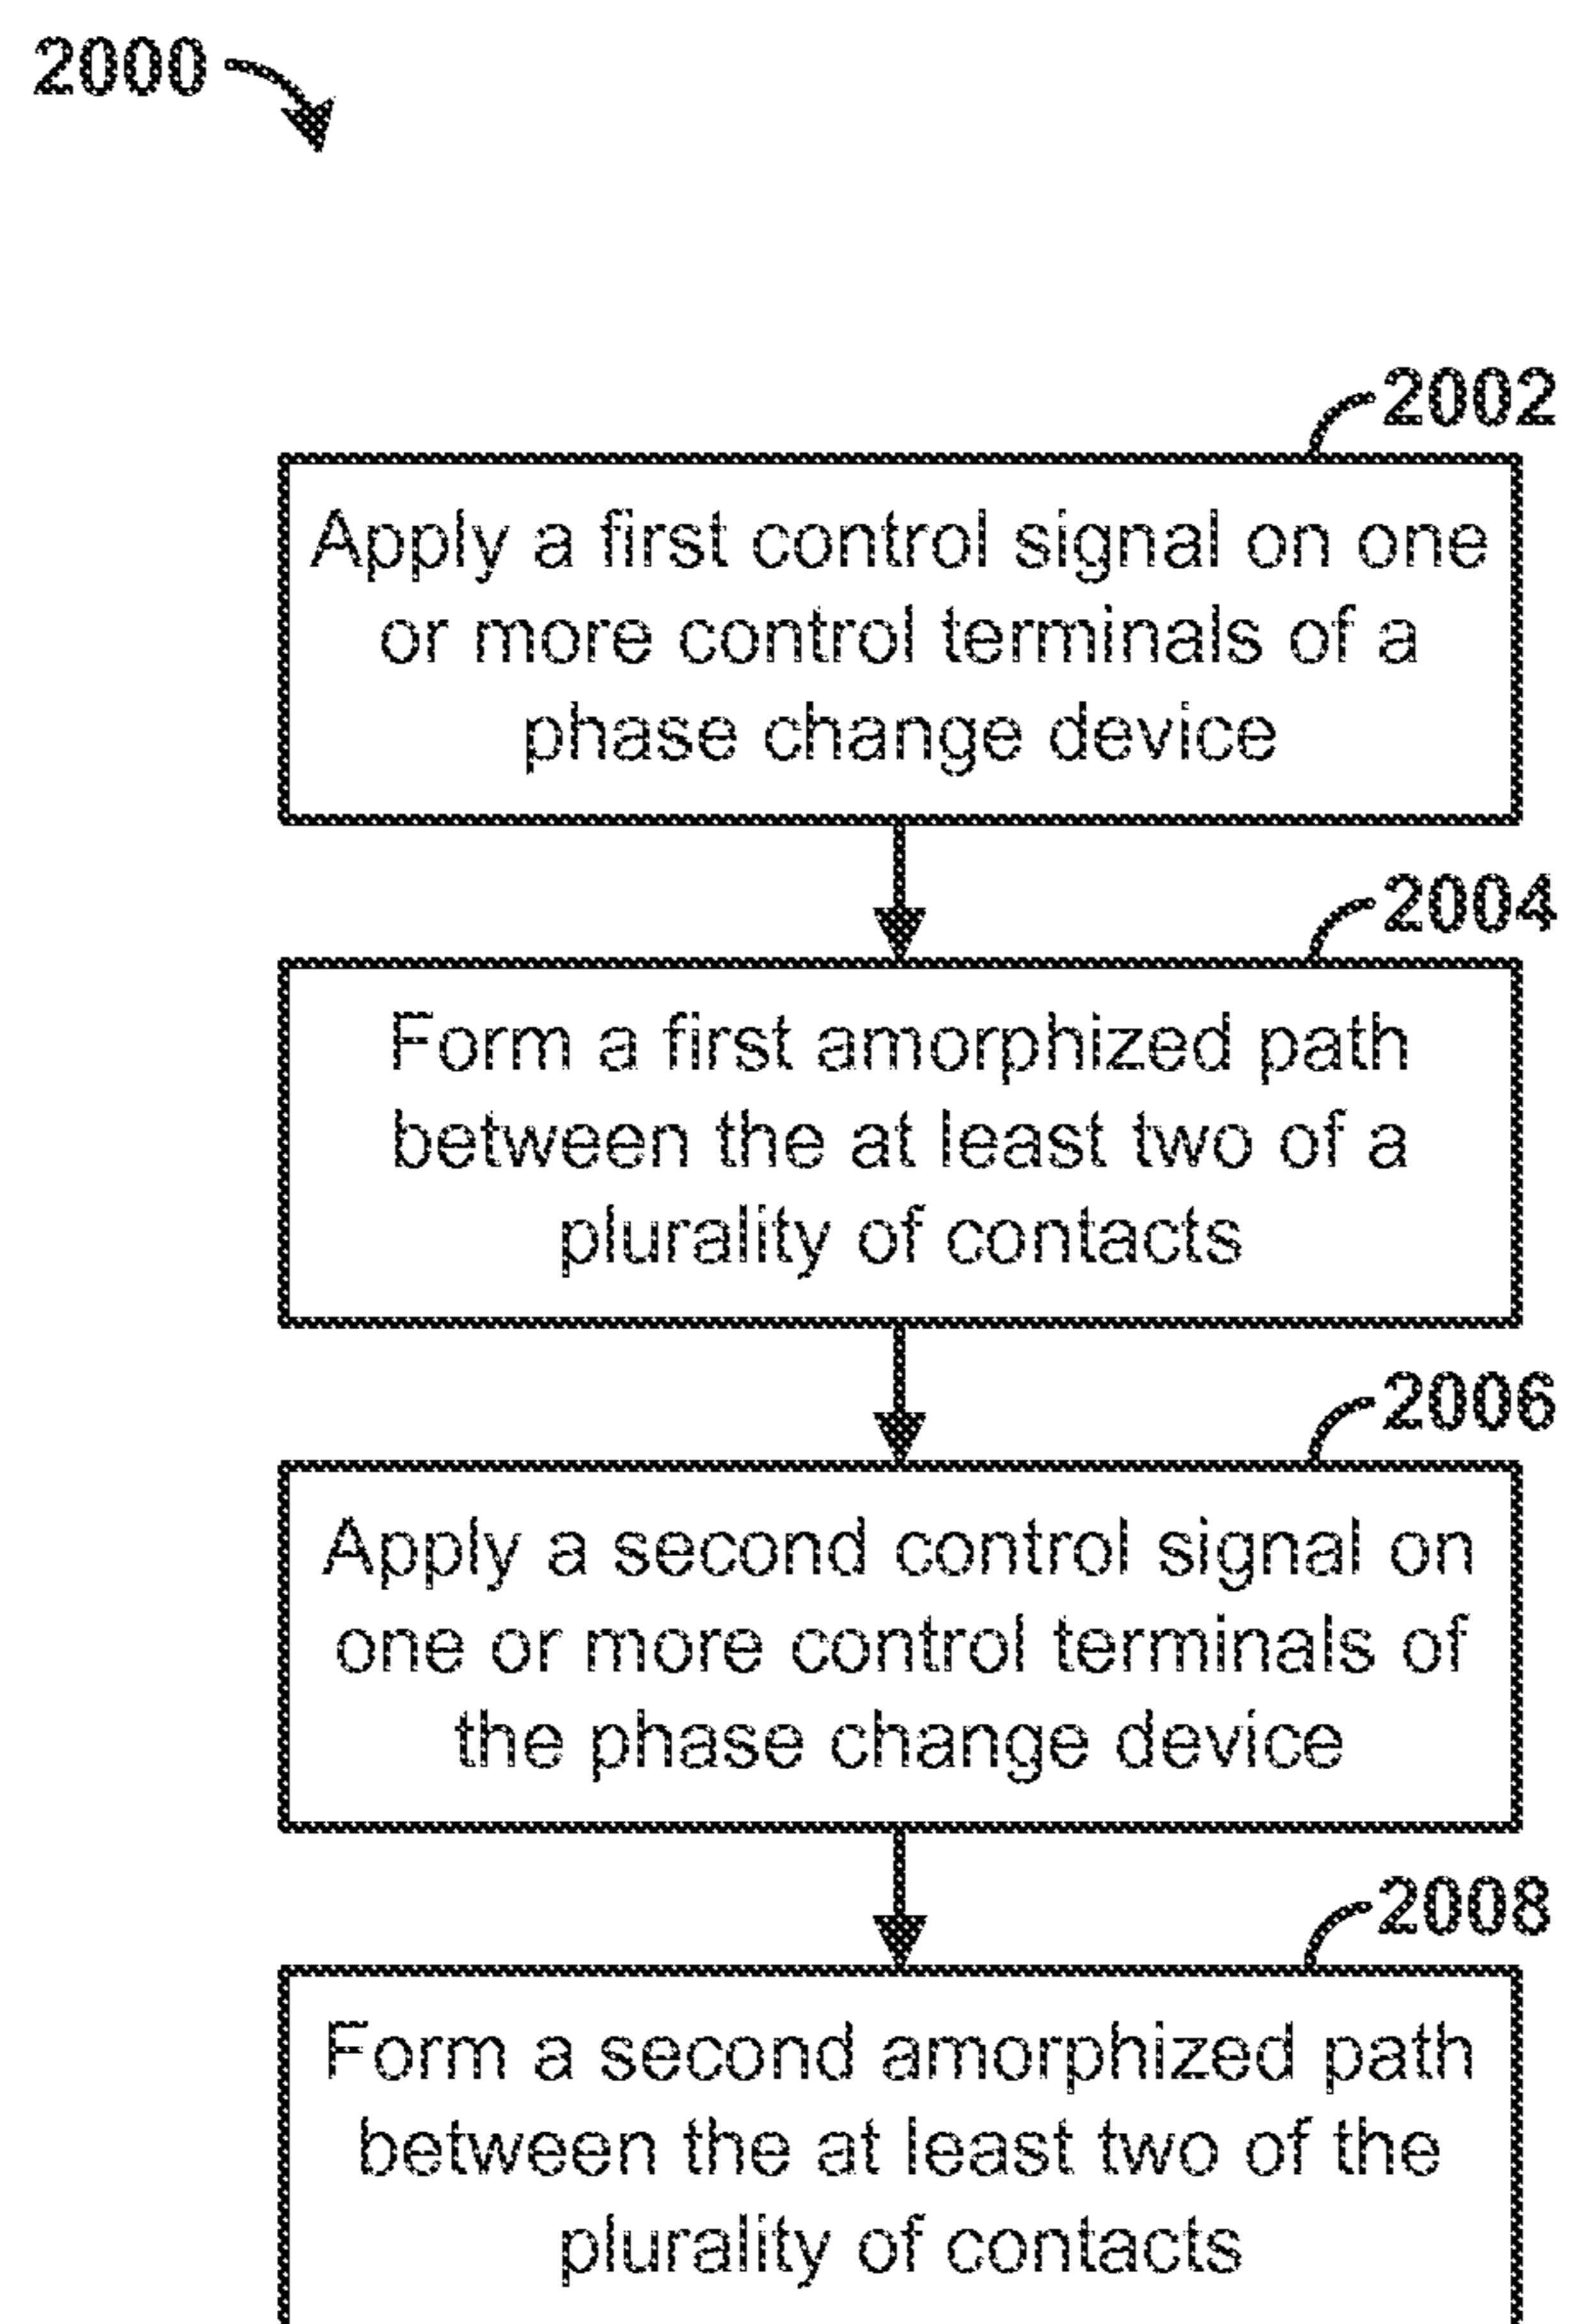 2000
2002
Apply a first control signal on one
or more control terminals of a
phase change device
2004
Form a first amorphized path
between the at least two of a
plurality of contacts
2006
Apply a second control signal on
one or more control terminals of
the phase change device
2008
Form a second amorphized path
between the at least two of the
plurality of contacts